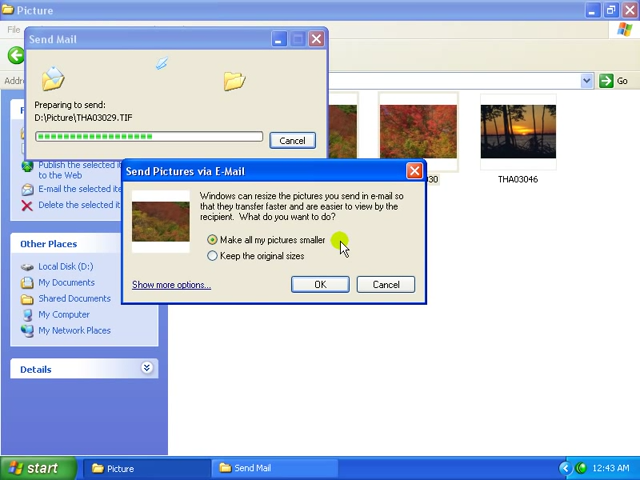 Picture
File
Send Mail
Preparing to send:
D:\Picture\THA03029.TIF
Cancel
Go
Publish the selected
to the Web
E-mail the selected ite
Delete the selected ite
Send Pictures via E-Mail
Windows can resize the pictures you send in e-mail so
that they transfer faster and are easier to view by the
recipient. What do you want to do?
Make all my pictures smaller
Keep the original sizes
Show more options...
OK
Cancel
THA03046
Other Places
Local Disk (D:)
My Documents
Shared Documents
My Computer
My Network Places
Details
start
Picture
Send Mail
12:43 AM